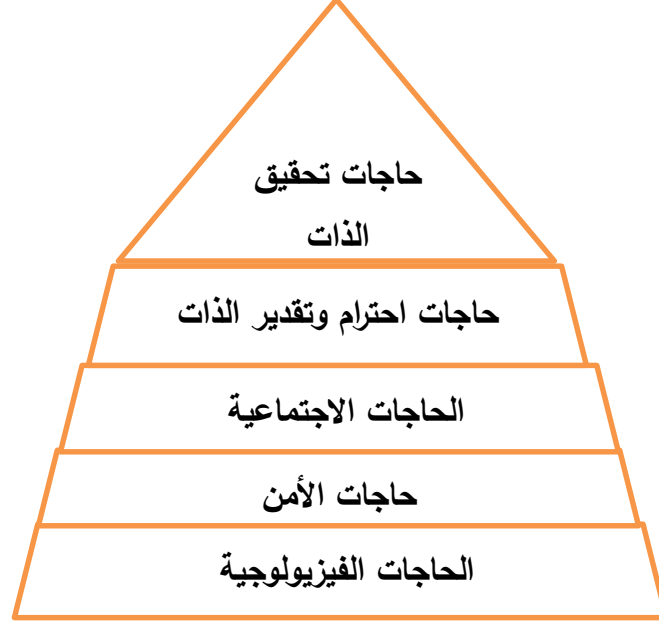 حاجات تحقيق
الذات
حاجات احترام وتقدير الذات
الحاجات الاجتماعية
حاجات الأمن
الحاجات الفيزيولوجية